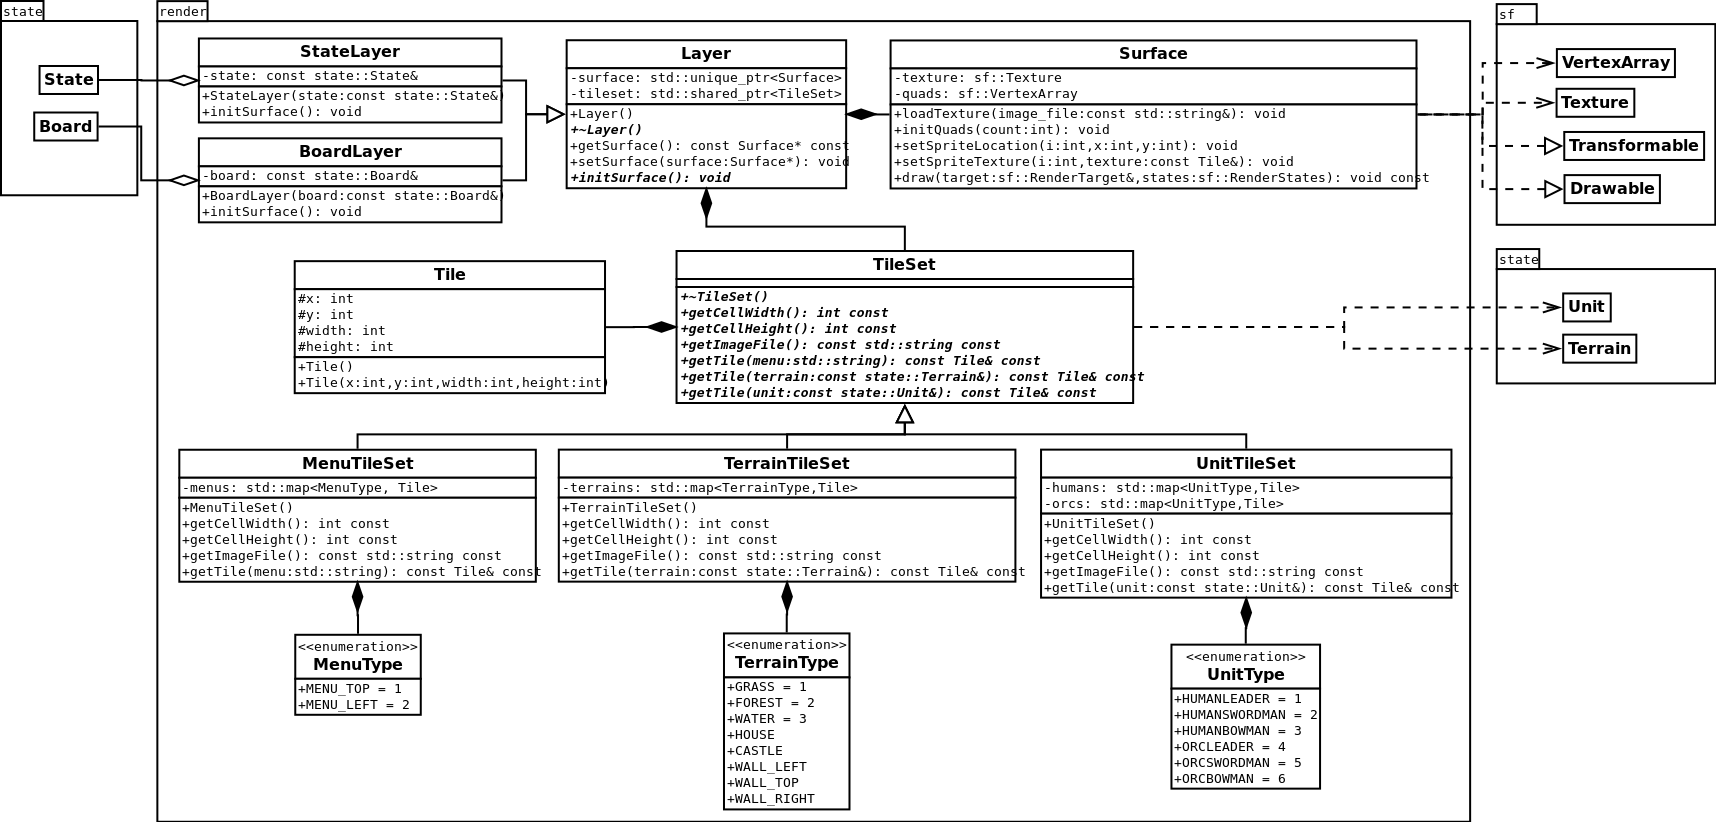 state
State
Board
render
StateLayer
-state: const state::State&
+StateLayer(state:const state::State&)
+initSurface(): void
BoardLayer
-board: const state::Board&
+BoardLayer(board:const state::Board&)
+initSurface(): void
Layer
-surface: std::unique_ptr<Surface>
-tileset: std::shared_ptr<TileSet>
+Layer()
+~Layer()
+getSurface(): const Surface* const
+setSurface(surface:Surface*): void
+initSurface(): void
Surface
-texture: sf::Texture
-quads: sf::VertexArray
+loadTexture(image_file:const std::string&): void
+initQuads(count:int): void
+setSpriteLocation(i:int,x:int,y:int): void
+setSpriteTexture(i:int,texture:const Tile&): void
+draw(target:sf::RenderTarget&,states:sf::RenderStates): void const
sf
VertexArray
Texture
Transformable
Drawable
Tile
#x: int
#y: int
#width: int
#height: int
+Tile()
+Tile(x:int,y:int,width:int,height:int)
TileSet
+~TileSet()
+getCellWidth(): int const
+getCellHeight(): int const
+getImageFile(): const std::string const
+getTile(menu:std::string): const Tile& const
+getTile(terrain:const state::Terrain&): const Tile& const
+getTile(unit:const state::Unit&): const Tile& const
state
Unit
Terrain
MenuTileSet
-menus: std::map<MenuType, Tile>
+MenuTileSet()
+getCellWidth(): int const
+getCellHeight(): int const
+getImageFile(): const std::string const
+getTile(menu:std::string): const Tile& const
TerrainTileSet
-terrains: std::map<TerrainType,Tile>
+TerrainTileSet()
+getCellWidth(): int const
+getCellHeight(): int const
+getImageFile(): const std::string const
+getTile(terrain:const state::Terrain&): const Tile& const
UnitTileSet
-humans: std::map<UnitType,Tile>
-orcs: std::map<UnitType,Tile>
+UnitTileSet()
+getCellWidth(): int const
+getCellHeight(): int const
+getImageFile(): const std::string const
+getTile(unit:const state::Unit&): const Tile& const
<<enumeration>>
MenuType
+MENU_TOP = 1
+MENU_LEFT = 2
<<enumeration>>
TerrainType
+GRASS = 1
+FOREST = 2
+WATER = 3
+HOUSE
+CASTLE
+WALL_LEFT
+WALL_TOP
+WALL_RIGHT
<<enumeration>>
UnitType
+HUMANLEADER = 1
+HUMANSWORDMAN = 2
+HUMANBOWMAN = 3
+ORCLEADER = 4
+ORCSWORDMAN = 5
+ORCBOWMAN = 6